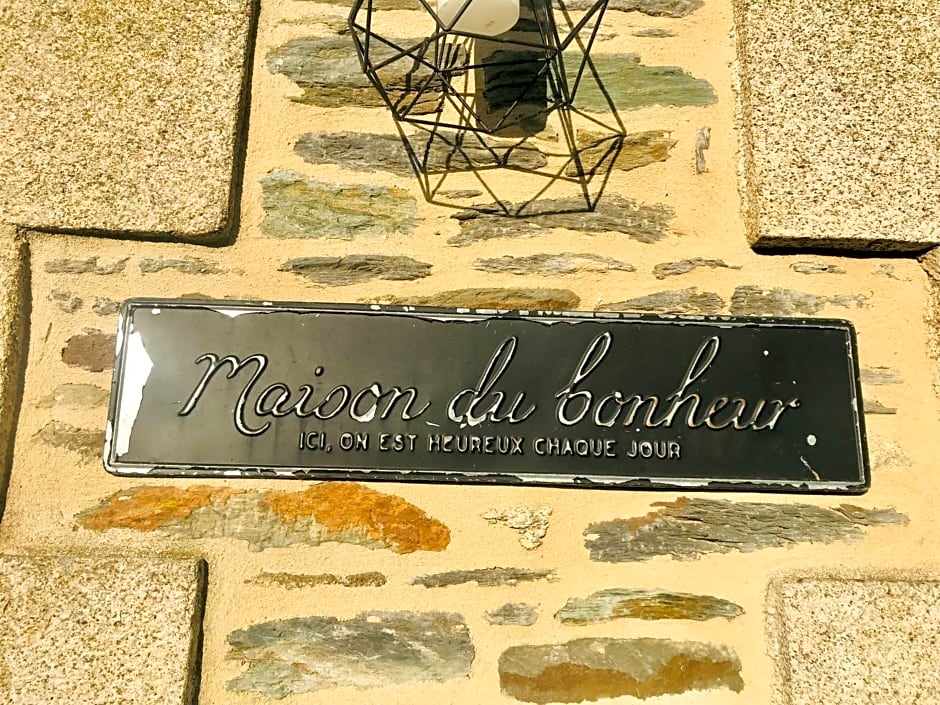 Maison du bonheur
ICI, ON EST HEUREUX CHAQUE JOUR